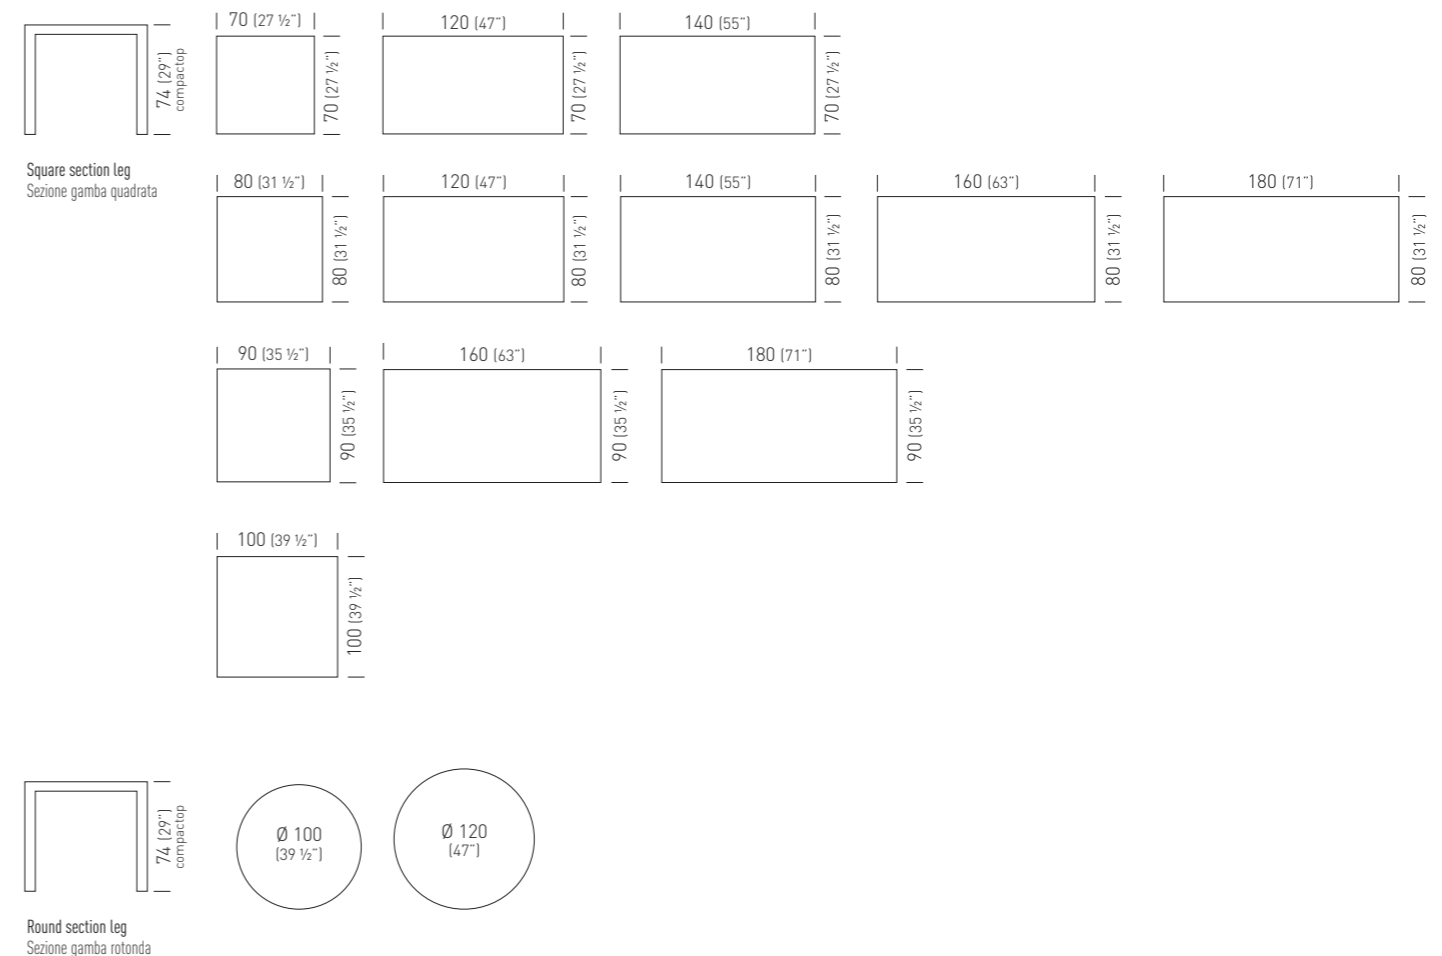 70 (27 ½")
120 (47")
140 (55")
74 (29")
compactop
70 (27 ½")
70 (27 ½")
70 (27 ½")
Square section leg
Sezione gamba quadrata
80 (31 ½")
120 (47")
140 (55")
160 (63")
180 (71")
80 (31 ½")
80 (31 ½")
80 (31 ½")
80 (31 ½")
80 (31 ½")
90 (35 ½")
160 (63")
180 (71")
90 (35 ½")
90 (35 ½")
90 (35 ½")
100 (39 ½")
100 (39 ½")
74 (29")
compactop
Ø 100
(39 ½")
Ø 120
(47")
Round section leg
Sezione gamba rotonda